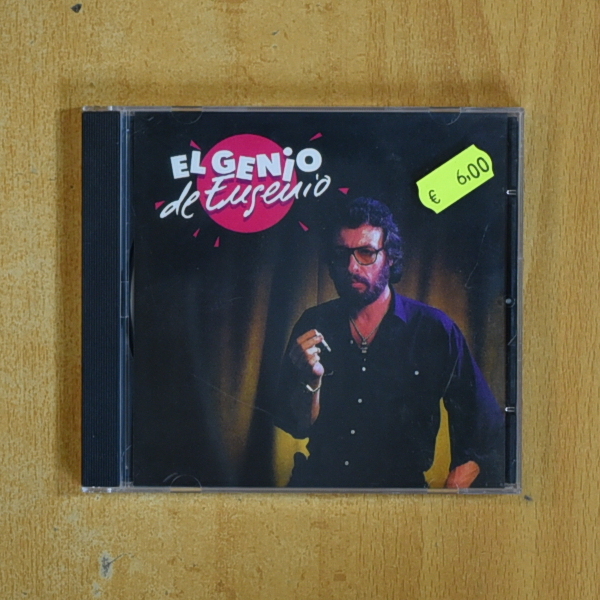 EL GENiO
de Eugenio
€ 6,00